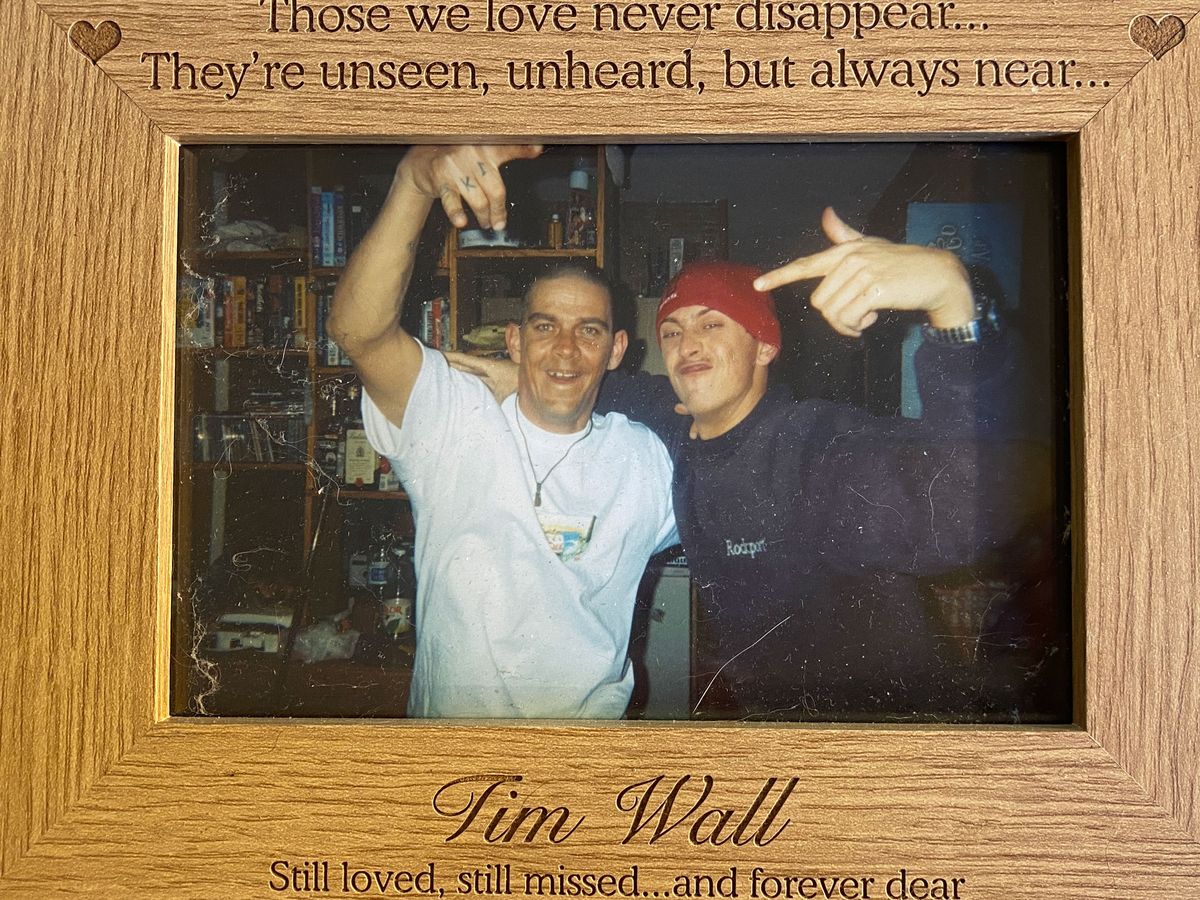 Those we love never disappear...
They're unseen, unheard, but always near...
Rockport
Tim Wall
Still loved, still missed...and forever dear